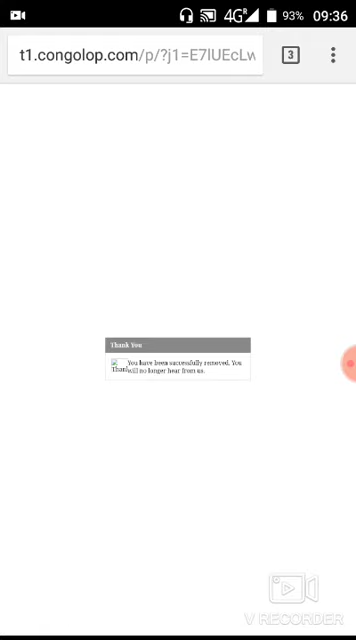 4G 93% 09:36
t1.congolop.com/p/?j1=E7lUEcLw
3
Thank You
Thanl
You have been successfully removed. You
will no longer hear from us.
V RECORDER